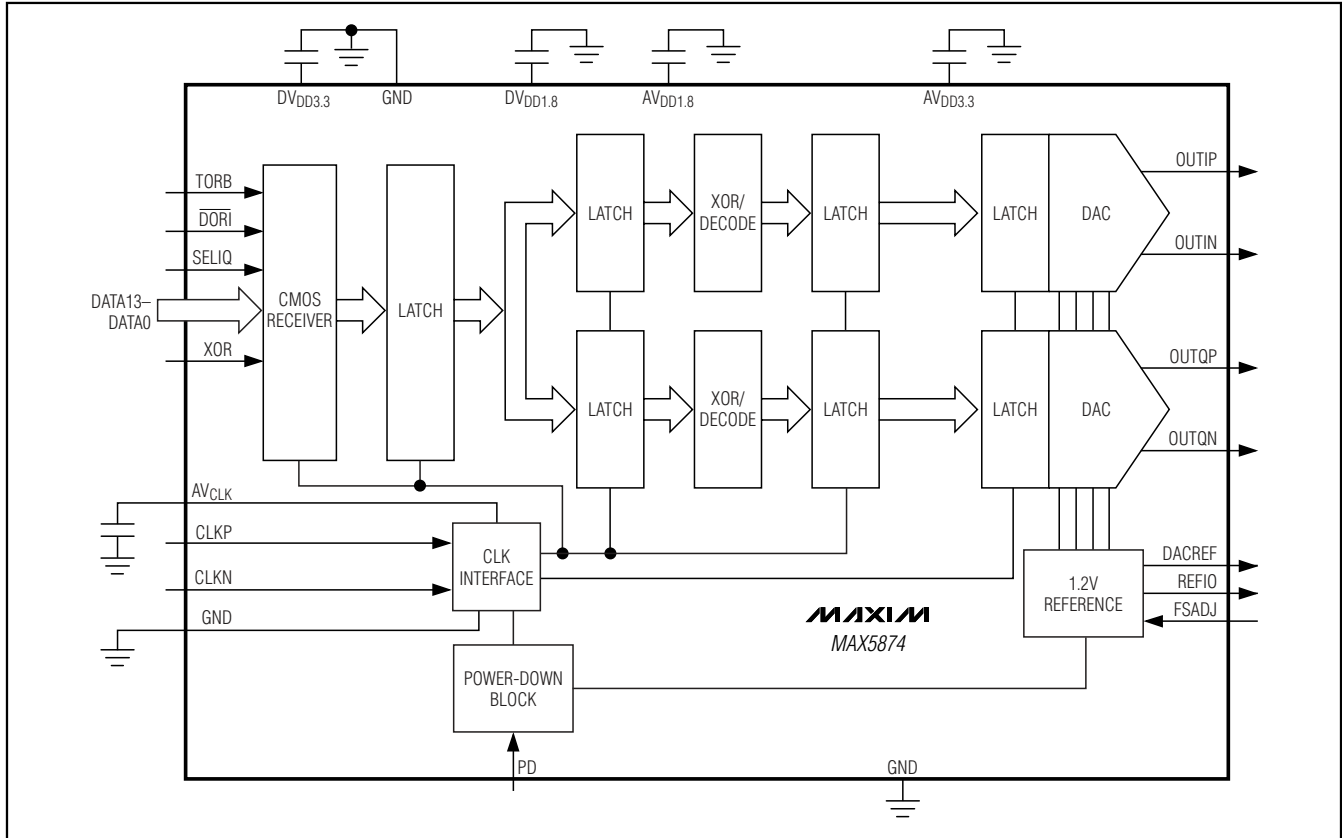 DVDD3.3
GND
DVDD1.8
AVDD1.8
AVDD3.3
TORB
DORI
SELIQ
DATA13–
DATA0
XOR
CMOS
RECEIVER
LATCH
LATCH
XOR/
DECODE
LATCH
LATCH
DAC
OUTIP
OUTIN
LATCH
XOR/
DECODE
LATCH
LATCH
DAC
OUTQP
OUTQN
AVCLK
CLKP
CLKN
GND
CLK
INTERFACE
1.2V
REFERENCE
DACREF
REFIO
FSADJ
MAXIM
MAX5874
POWER-DOWN
BLOCK
PD
GND